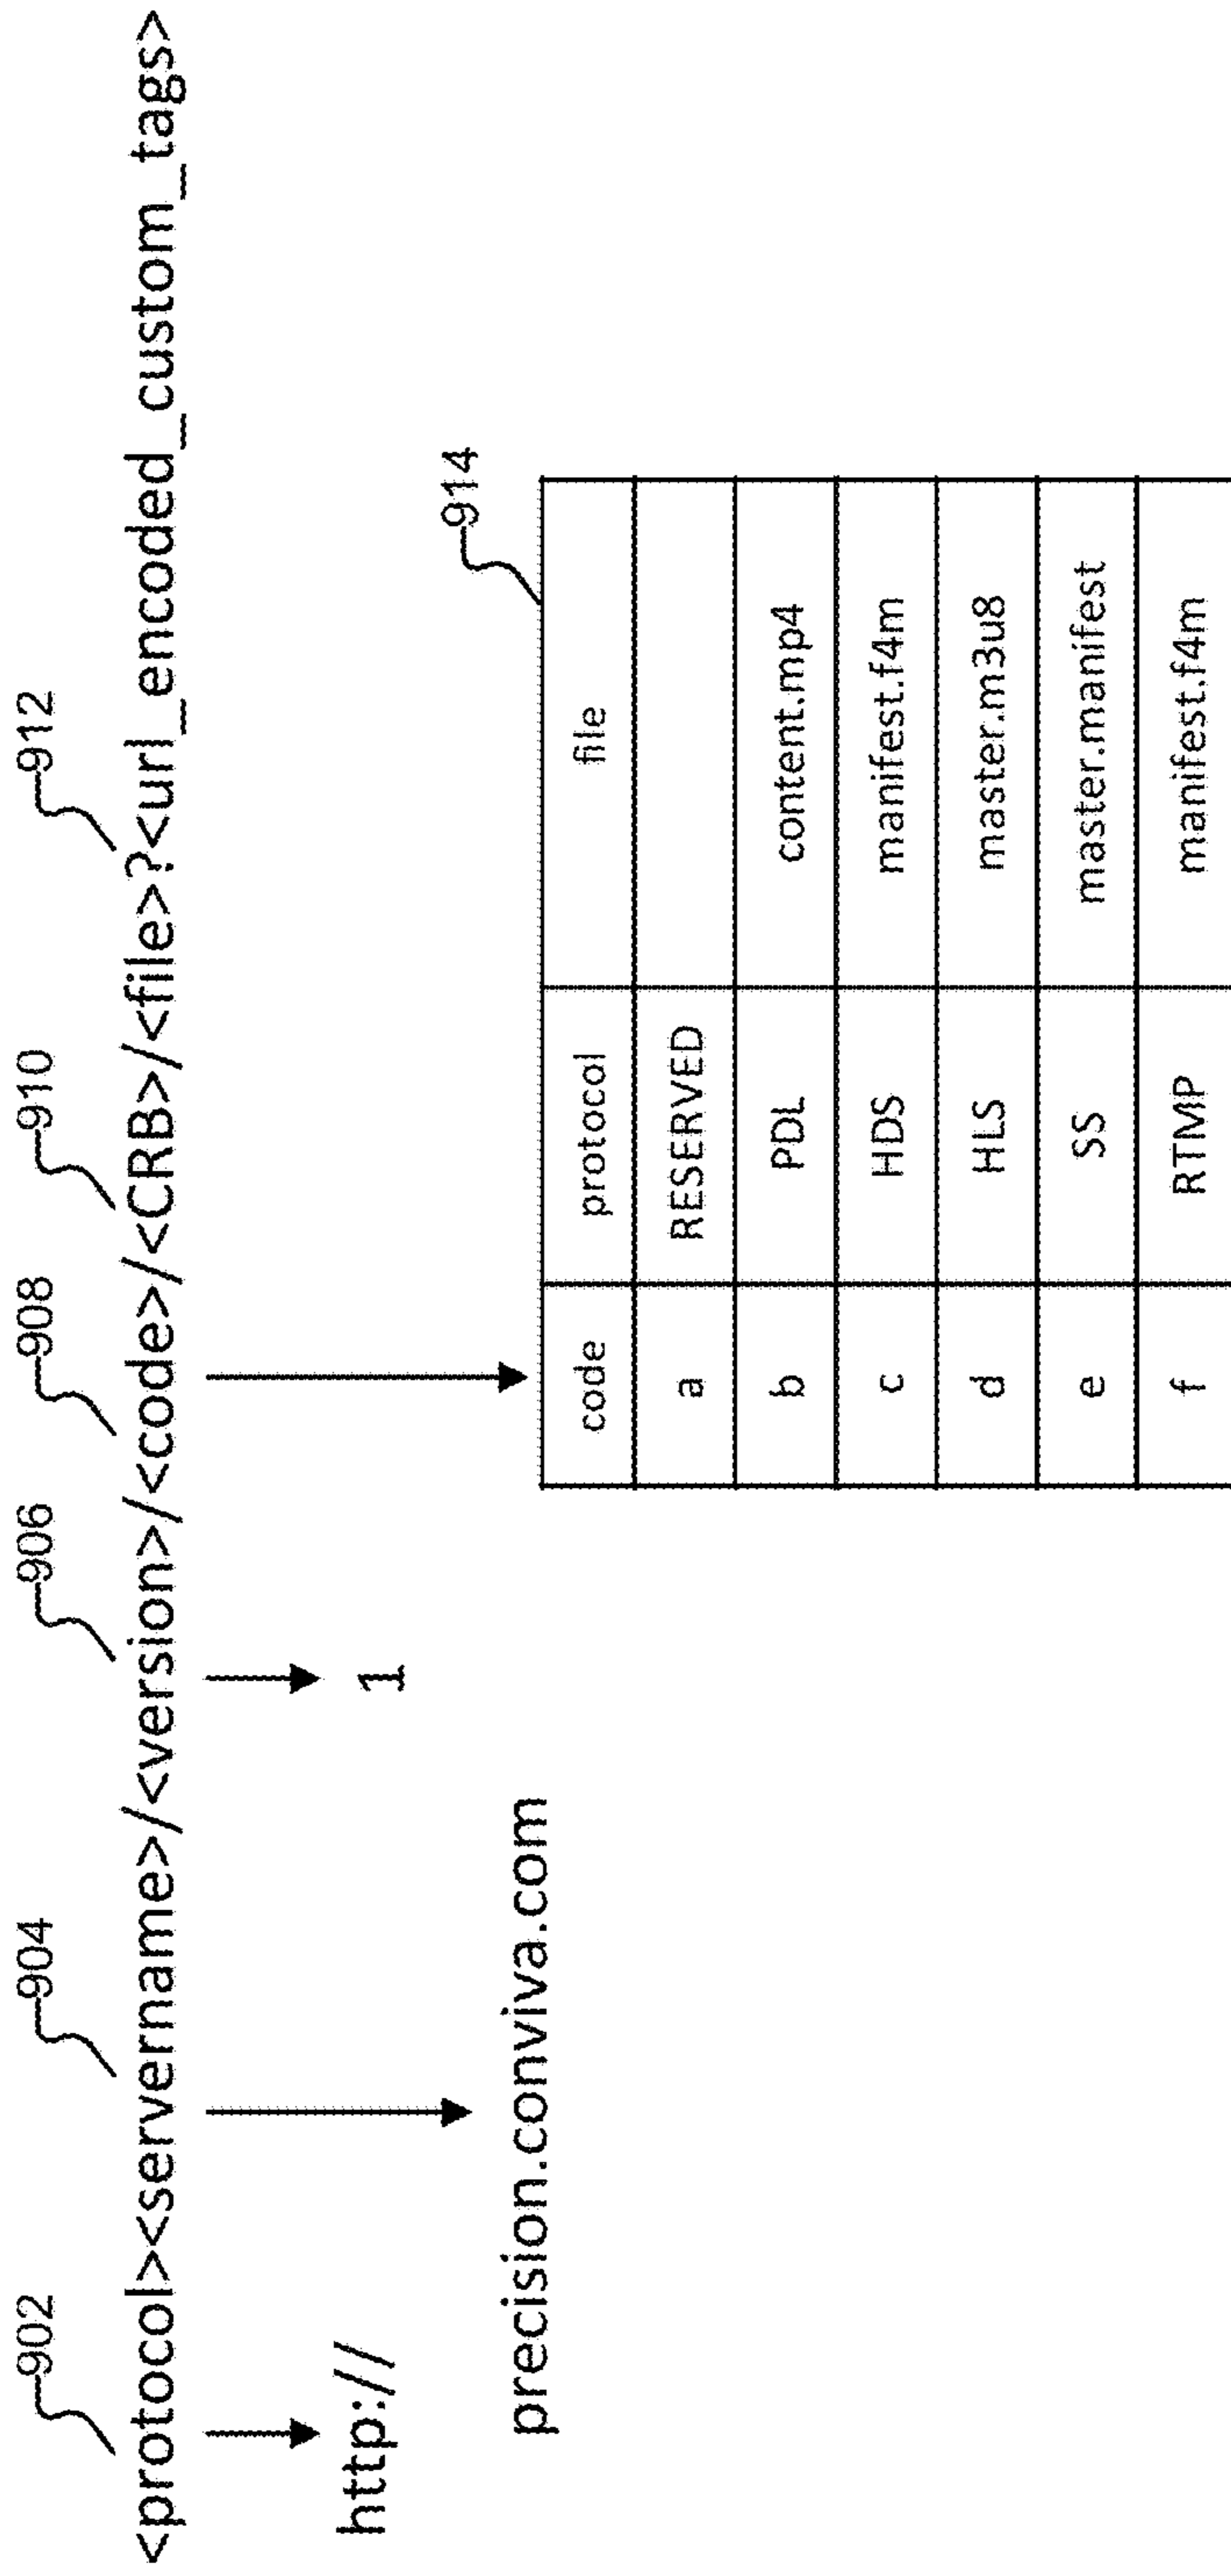 902 904 906 908 910 912
<protocol><servername>/<version>/<code>/<CRB>/<file>?<url_encoded_custom_tags>
http://
1
precision.conviva.com
914
code protocol file
a RESERVED
b PDL content.mp4
c HDS manifest.f4m
d HLS master.m3u8
e SS master.manifest
f RTMP manifest.f4m